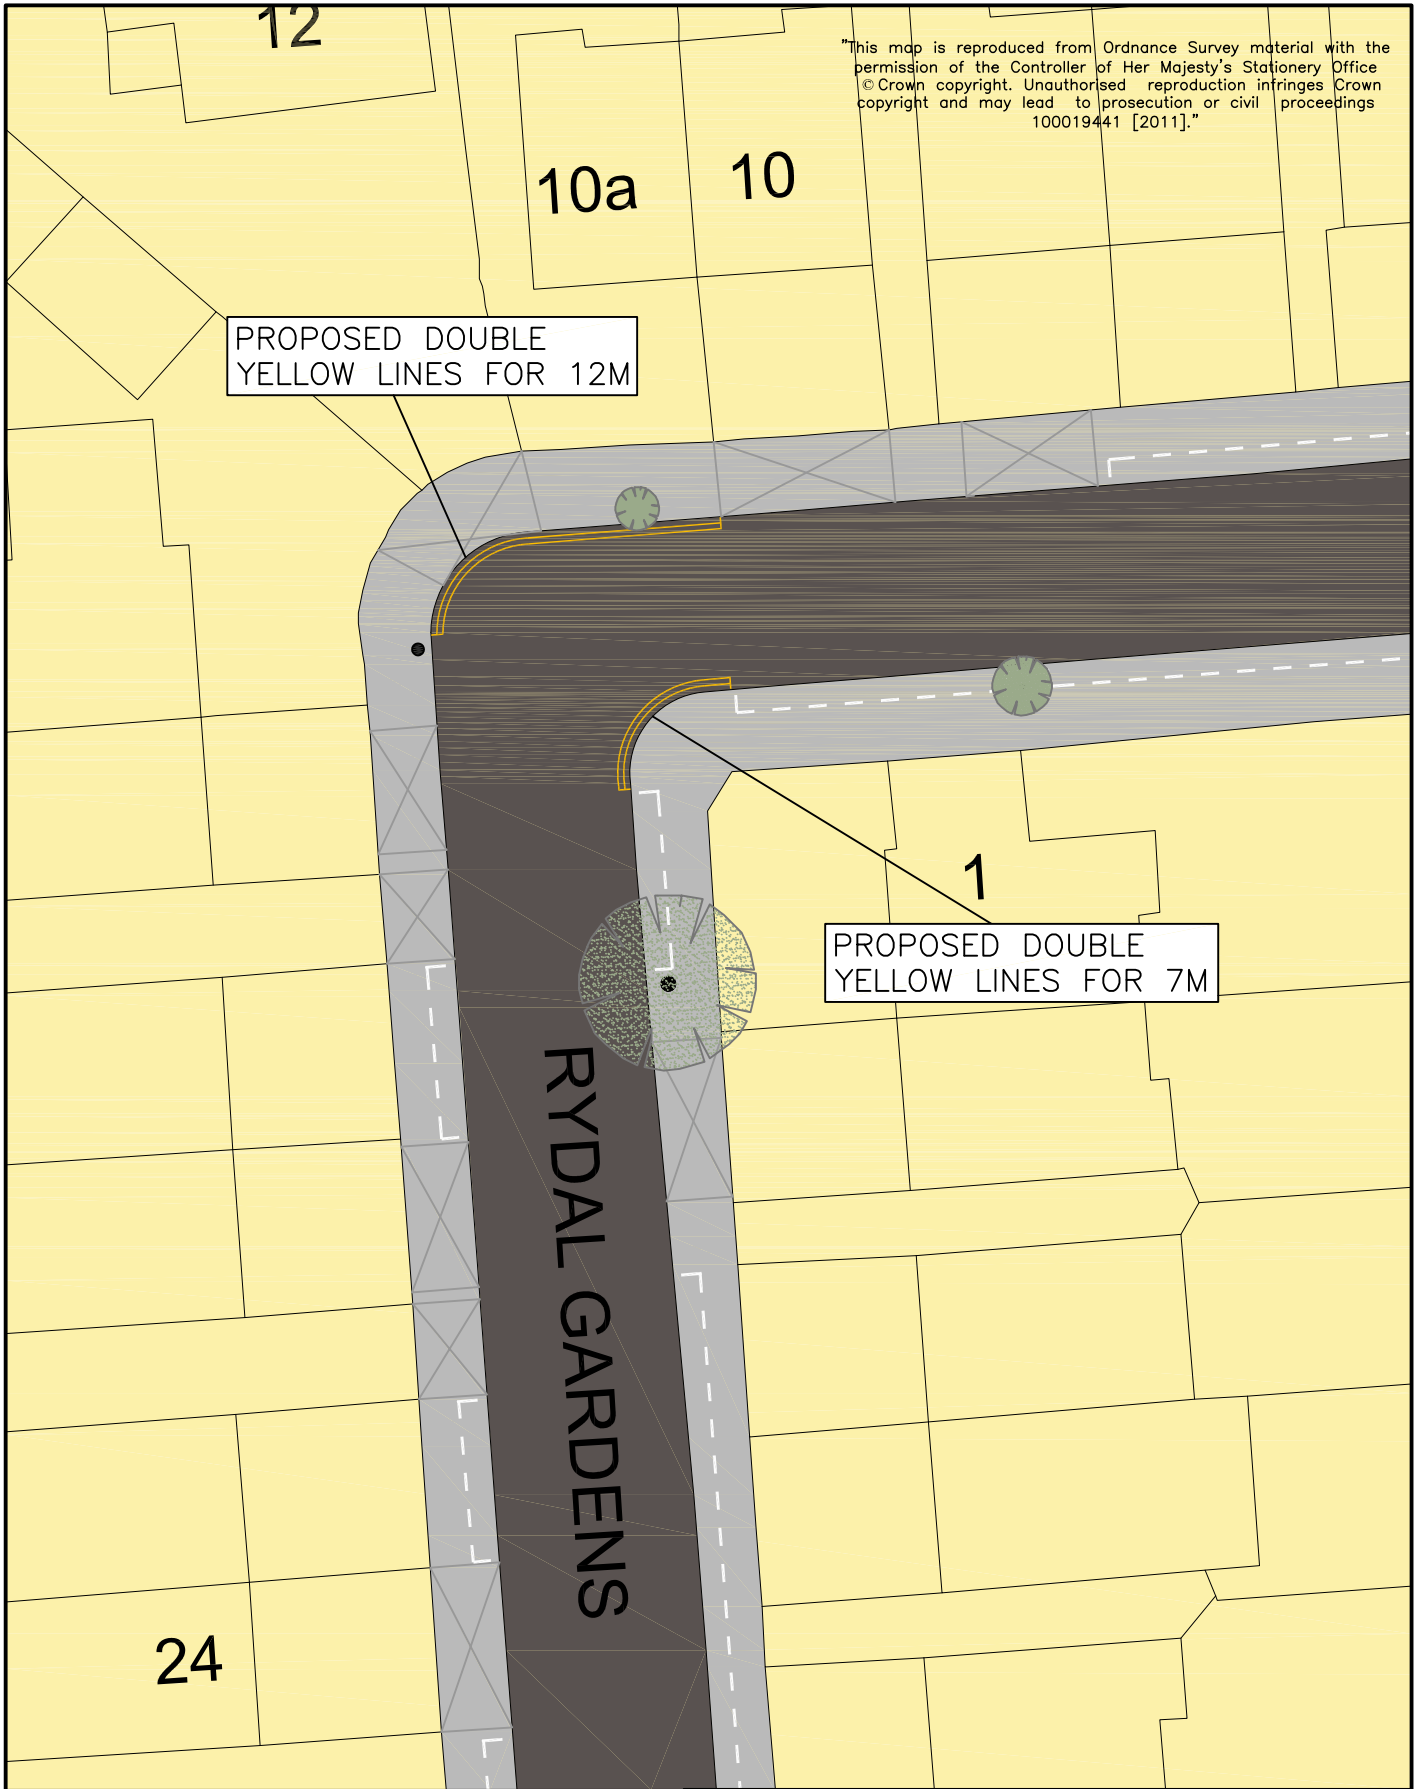 12
"This map is reproduced from Ordnance Survey material with the
permission of the Controller of Her Majesty's Stationery Office
© Crown copyright. Unauthorised reproduction infringes Crown
copyright and may lead to prosecution or civil proceedings
100019441 [2011]."
10a
10
PROPOSED DOUBLE
YELLOW LINES FOR 12M
1
PROPOSED DOUBLE
YELLOW LINES FOR 7M
RYDAL GARDENS
24